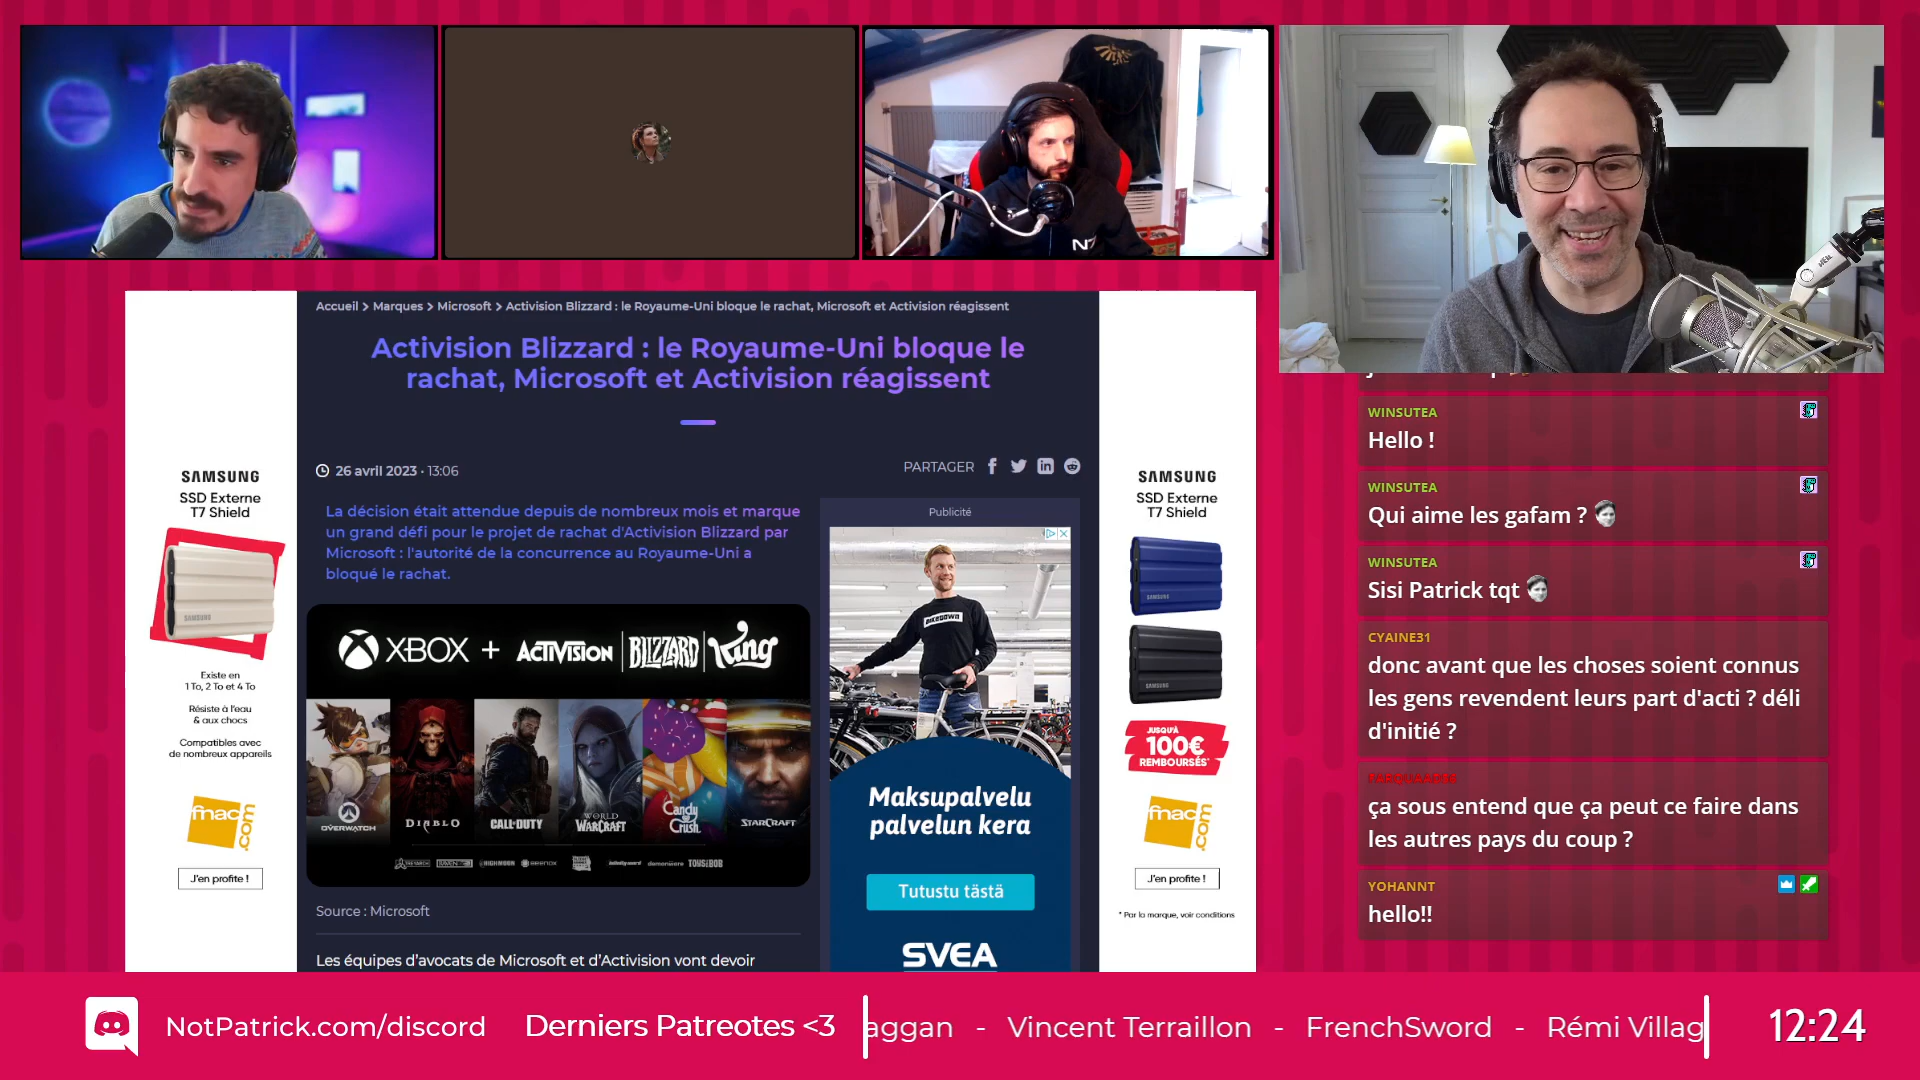 N7
Accueil > Marques > Microsoft > Activision Blizzard : le Royaume-Uni bloque le rachat, Microsoft et Activision réagissent
Activision Blizzard : le Royaume-Uni bloque le
rachat, Microsoft et Activision réagissent
26 avril 2023 • 13:06
PARTAGER
La décision était attendue depuis de nombreux mois et marque
un grand défi pour le projet de rachat d'Activision Blizzard par
Microsoft : l'autorité de la concurrence au Royaume-Uni a
bloqué le rachat.
XBOX + ACTIVISION | BLIZZARD | King
OVERWATCH
DIABLO
CALL OF DUTY
WORLD WARCRAFT
Candy Crush
STARCRAFT
TOYS BOB
Source : Microsoft
Les équipes d'avocats de Microsoft et d'Activision vont devoir
SAMSUNG
SSD Externe
T7 Shield
SAMSUNG
Existe en
1 To, 2 To et 4 To
Résiste à l'eau
& aux chocs
Compatibles avec
de nombreux appareils
fnac.com
J'en profite !
Publicité
BIKEDOWN
Maksupalvelu
palvelun kera
Tutustu tästä
SVEA
SAMSUNG
SSD Externe
T7 Shield
SAMSUNG
SAMSUNG
JUSQU'À
100€
REMBOURSÉS*
fnac.com
J'en profite !
* Par la marque, voir conditions
WINSUTEA
Hello !
WINSUTEA
Qui aime les gafam ?
WINSUTEA
Sisi Patrick tqt
CYAINE31
donc avant que les choses soient connus
les gens revendent leurs part d'acti ? déli
d'initié ?
ça sous entend que ça peut ce faire dans
les autres pays du coup ?
YOHANNT
hello!!
NotPatrick.com/discord
Derniers Patreotes <3
aggan - Vincent Terraillon - FrenchSword - Rémi Villag
12:24